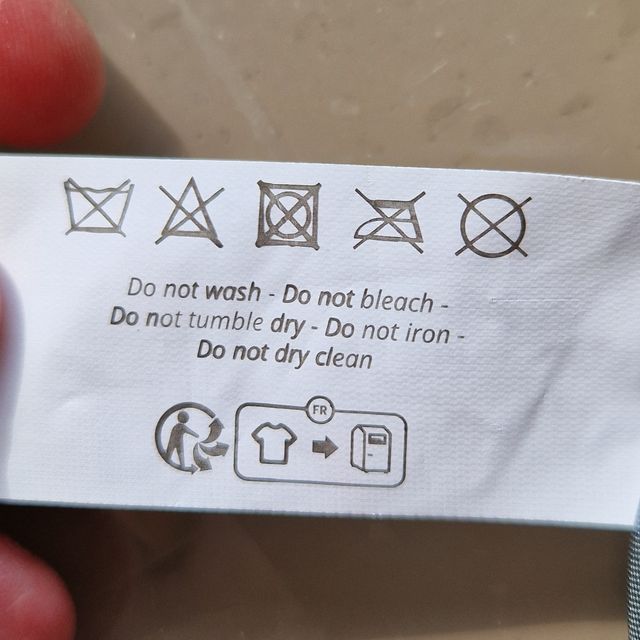 Do not wash - Do not bleach -
Do not tumble dry - Do not iron -
Do not dry clean
FR